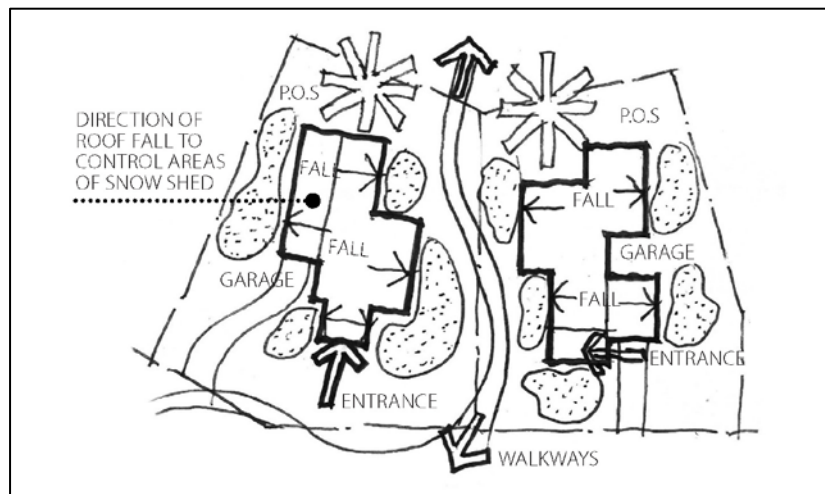 P.O.S
P.O.S
DIRECTION OF
ROOF FALL TO
CONTROL AREAS
OF SNOW SHED
FALL
FALL
FALL
GARAGE
GARAGE
FALL
ENTRANCE
ENTRANCE
WALKWAYS